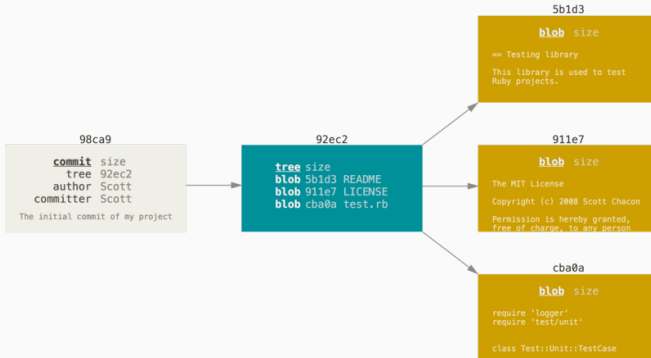 98ca9
commit size
tree 92ec2
author Scott
committer Scott
The initial commit of my project
92ec2
tree size
blob 5b1d3 README
blob 911e7 LICENSE
blob cba0a test.rb
5b1d3
blob size
== Testing library
This library is used to test
Ruby projects.
911e7
blob size
The MIT License
Copyright (c) 2008 Scott Chacon
Permission is hereby granted,
free of charge, to any person
cba0a
blob size
require 'logger'
require 'test/unit'
class Test::Unit::TestCase